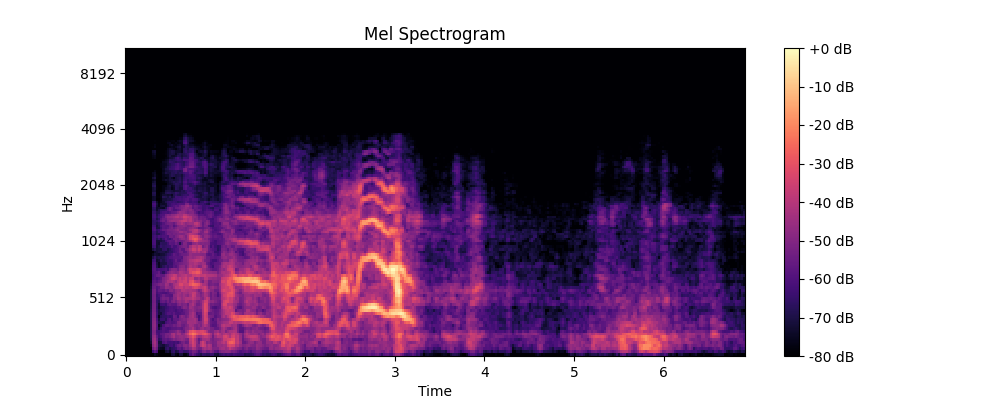 Mel Spectrogram
Hz
8192
4096
2048
1024
512
0
0 1 2 3 4 5 6
Time
+0 dB
-10 dB
-20 dB
-30 dB
-40 dB
-50 dB
-60 dB
-70 dB
-80 dB